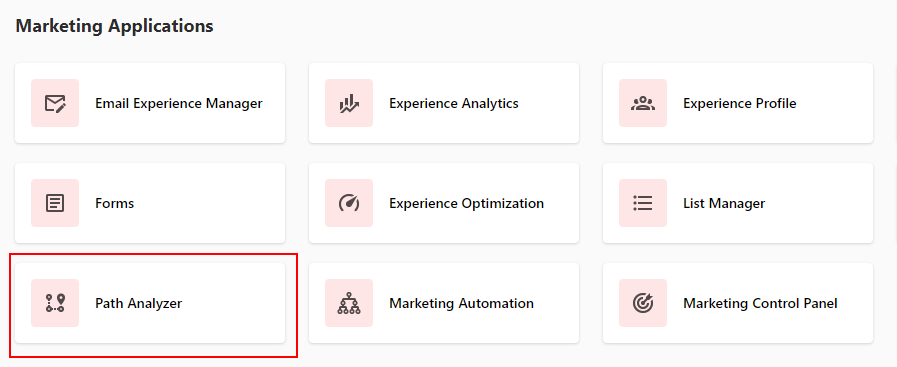 Marketing Applications
Email Experience Manager
Experience Analytics
Experience Profile
Forms
Experience Optimization
List Manager
Path Analyzer
Marketing Automation
Marketing Control Panel